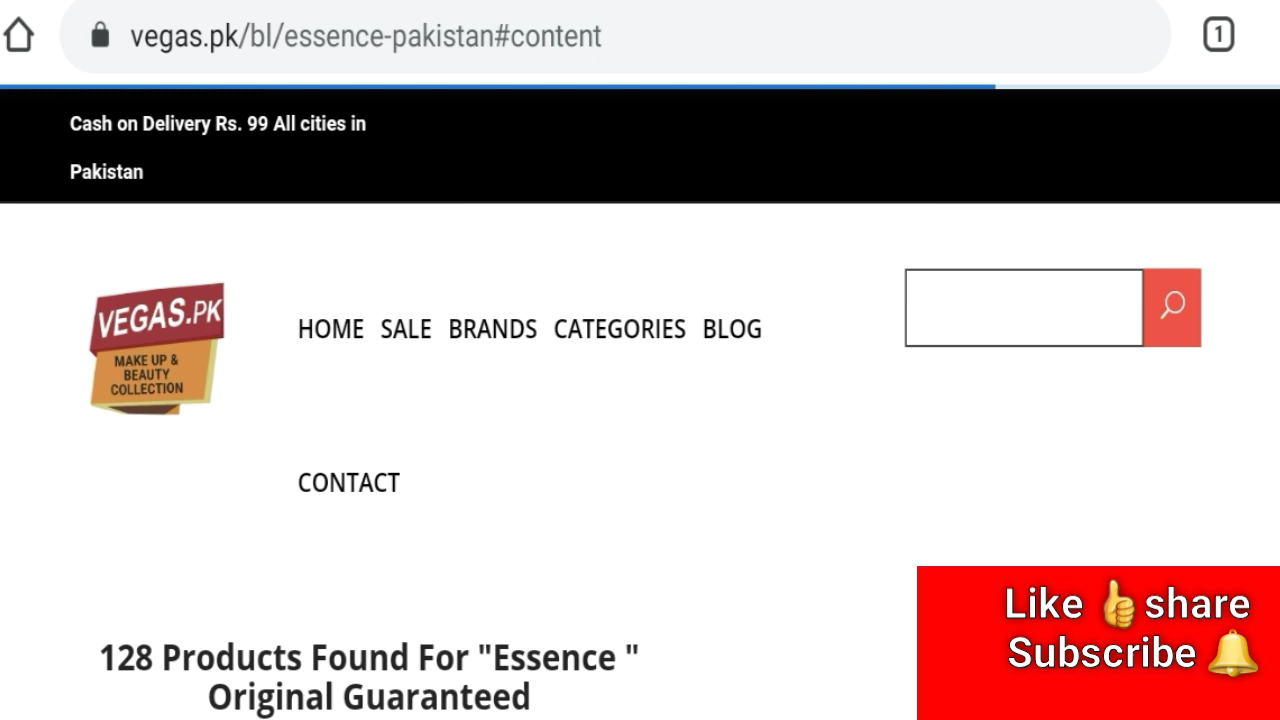 vegas.pk/bl/essence-pakistan#content
1
Cash on Delivery Rs. 99 All cities in
Pakistan
VEGAS.PK
MAKE UP &
BEAUTY
COLLECTION
HOME SALE BRANDS CATEGORIES BLOG
CONTACT
128 Products Found For "Essence "
Original Guaranteed
Like 👍 share
Subscribe 🔔